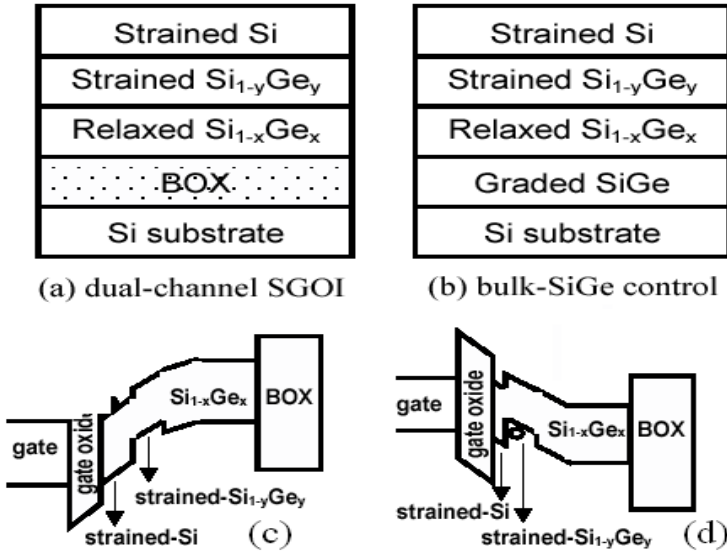 Strained Si
Strained Si₁₋yGey
Relaxed Si₁₋ₓGeₓ
BOX
Si substrate
(a) dual-channel SGOI
Strained Si
Strained Si₁₋yGey
Relaxed Si₁₋ₓGeₓ
Graded SiGe
Si substrate
(b) bulk-SiGe control
gate
gate oxide
Si₁₋ₓGeₓ
BOX
strained-Si₁₋yGey
strained-Si
(c)
gate
gate oxide
Si₁₋ₓGeₓ
BOX
strained-Si
strained-Si₁₋yGey
(d)